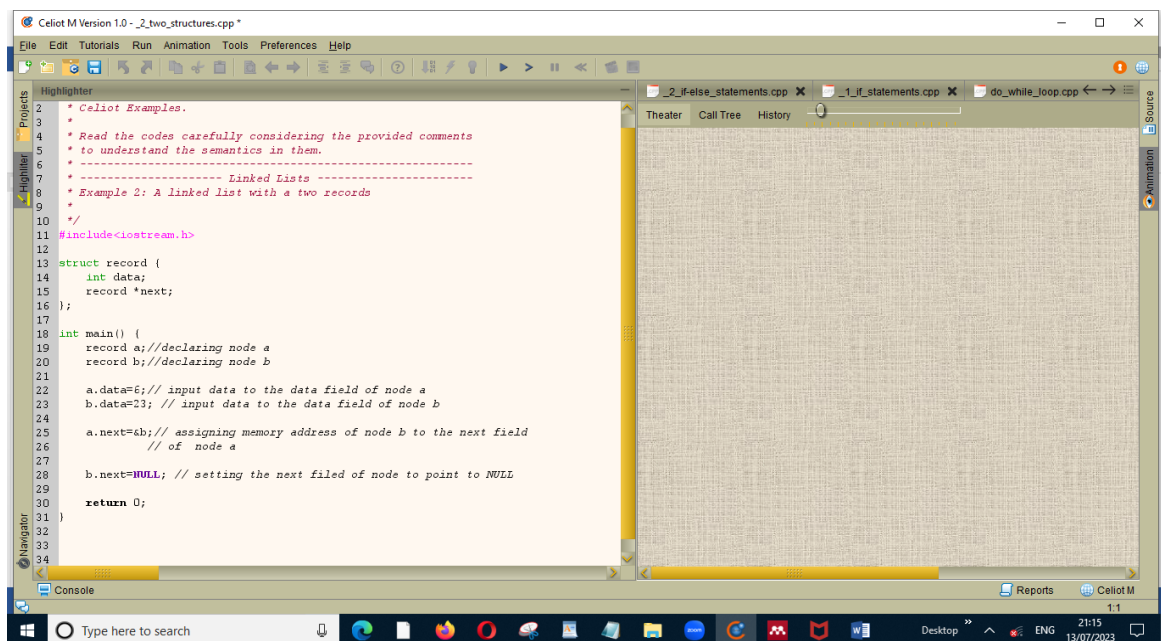 Celiot M Version 1.0 - _2_two_structures.cpp *
File Edit Tutorials Run Animation Tools Preferences Help
Highlighter
_2_if-else_statements.cpp
_1_if_statements.cpp
do_while_loop.cpp
Theater Call Tree History
Projects
Highliter
Navigator
Source
Animation
2 * Celiot Examples.
3 *
4 * Read the codes carefully considering the provided comments
5 * to understand the semantics in them.
6 * -------------------------------------------------------
7 * -------------------- Linked Lists ----------------------
8 * Example 2: A linked list with a two records
9 *
10 */
11 #include<iostream.h>
12
13 struct record {
14 int data;
15 record *next;
16 };
17
18 int main() {
19 record a;//declaring node a
20 record b;//declaring node b
21
22 a.data=6;// input data to the data field of node a
23 b.data=23; // input data to the data field of node b
24
25 a.next=&b;// assigning memory address of node b to the next field
26 // of node a
27
28 b.next=NULL; // setting the next filed of node to point to NULL
29
30 return 0;
31 }
32
33
34
Console
Reports Celiot M
1:1
Type here to search
zoom
Desktop
ENG
21:15
13/07/2023